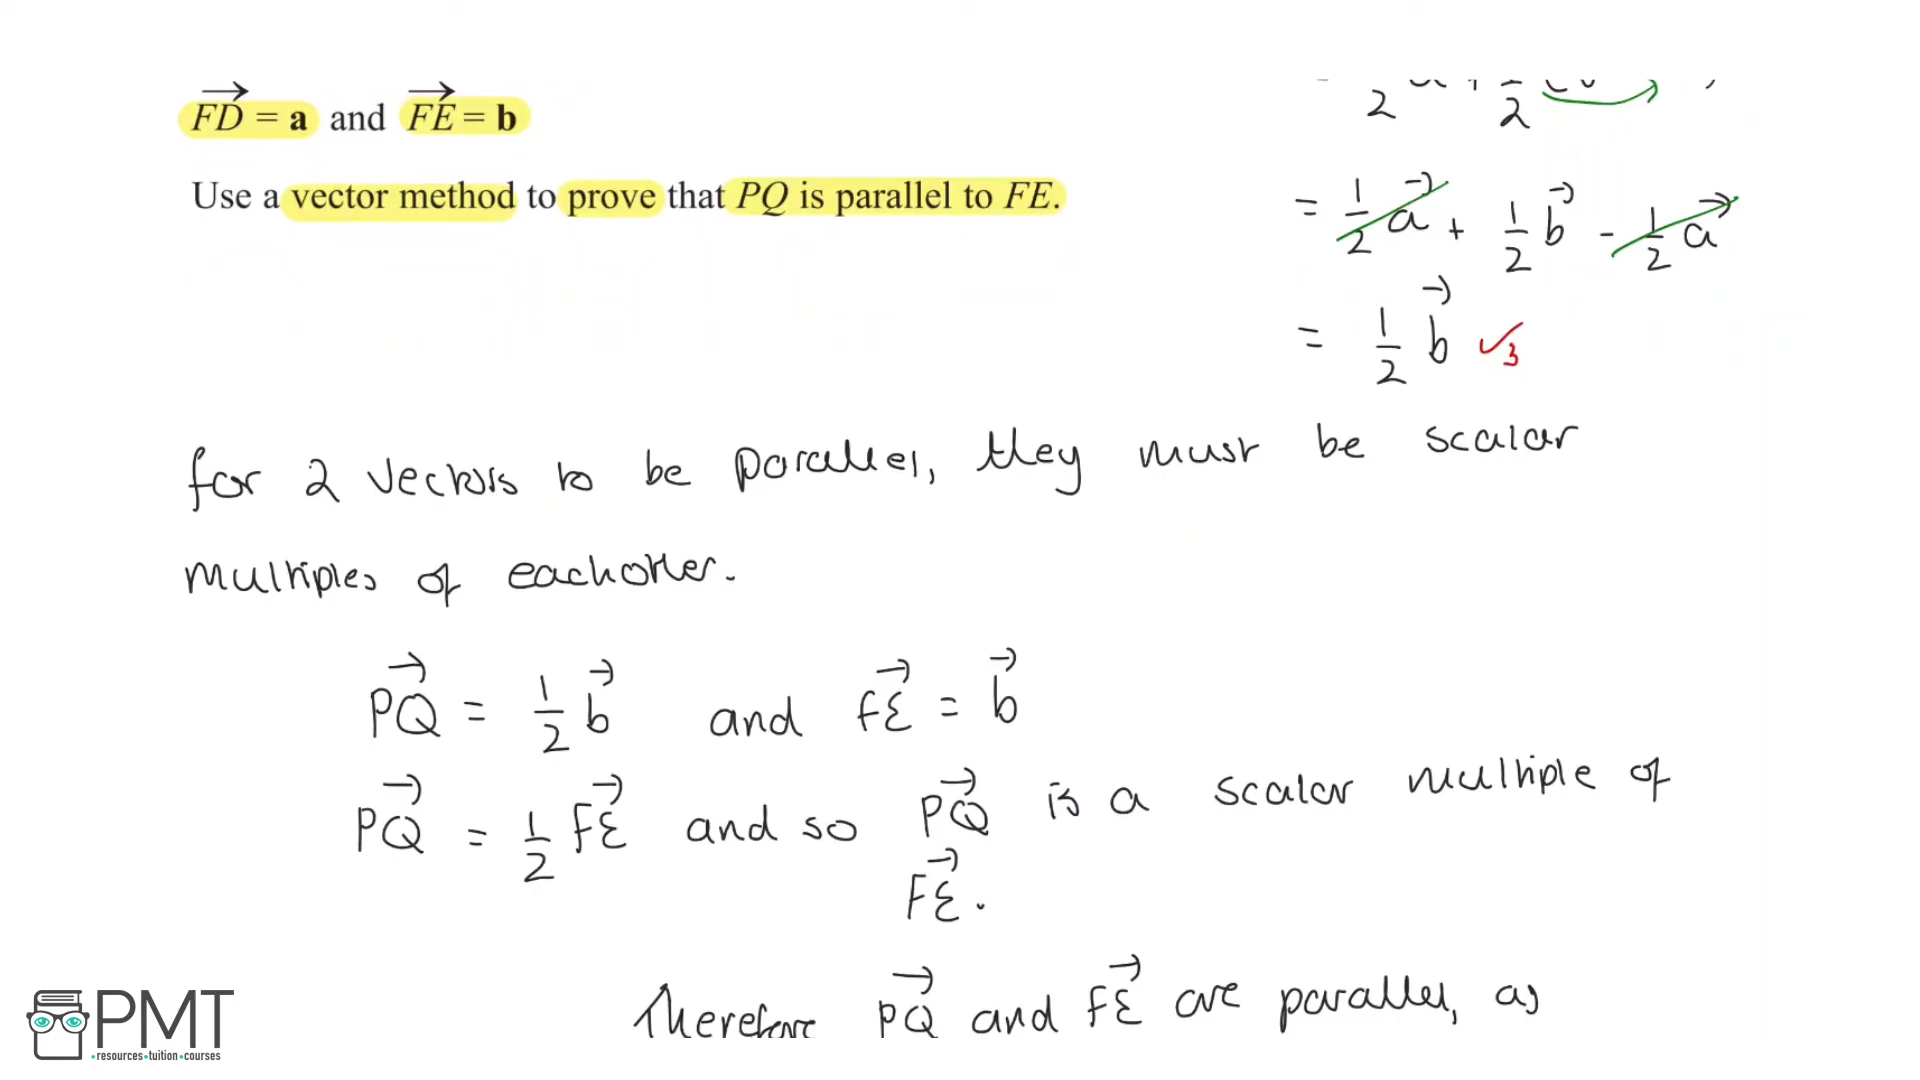 FD = a and FE = b
Use a vector method to prove that PQ is parallel to FE.
= 1/2 a + 1/2 b - 1/2 a
= 1/2 b ✓3
for 2 vectors to be parallel, they must be scalar
multiples of eachother.
PQ = 1/2 b and FE = b
PQ = 1/2 FE and so PQ is a scalar multiple of
FE.
Therefore PQ and FE are parallel, as
PMT
•resources•tuition•courses